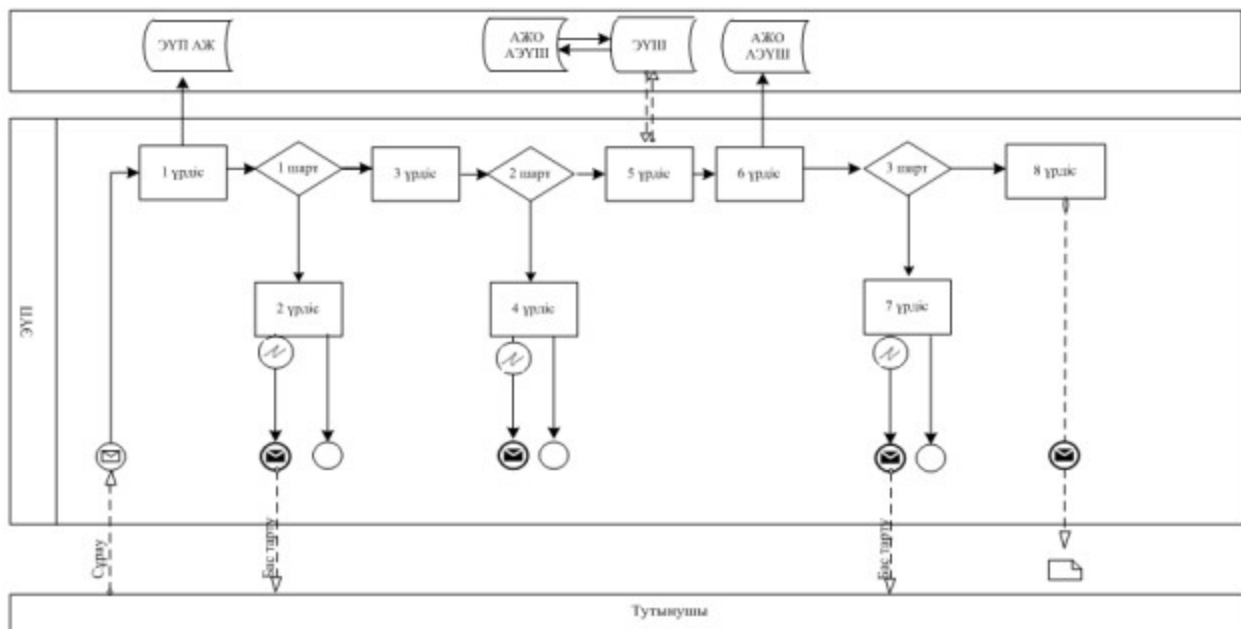 ЭҮП АЖ
АЖО
АЭҮШ
ЭҮШ
АЖО
АЭҮШ
1 үрдіс
1 шарт
3 үрдіс
2 шарт
5 үрдіс
6 үрдіс
3 шарт
8 үрдіс
2 үрдіс
4 үрдіс
7 үрдіс
ЭҮП
Сұрау
Бас тарту
Бас тарту
Тутынушы